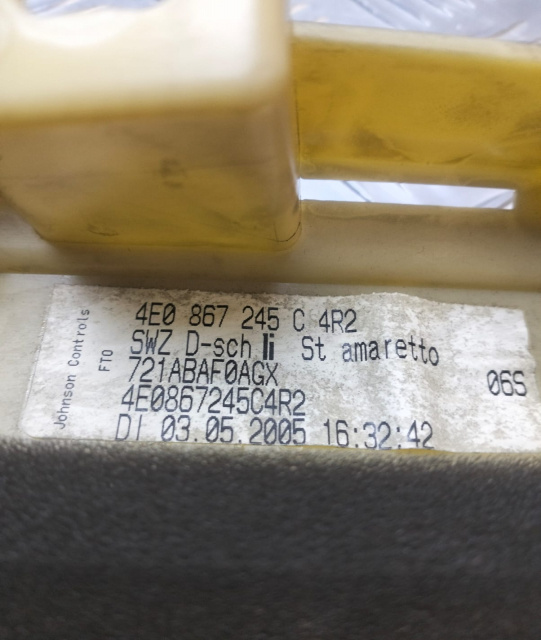 4E0 867 245 C 4R2
SWZ D-sch li St amaretto
721ABAF0AGX
06S
4E0867245C4R2
DI 03.05.2005 16:32:42
Johnson Controls
FTO